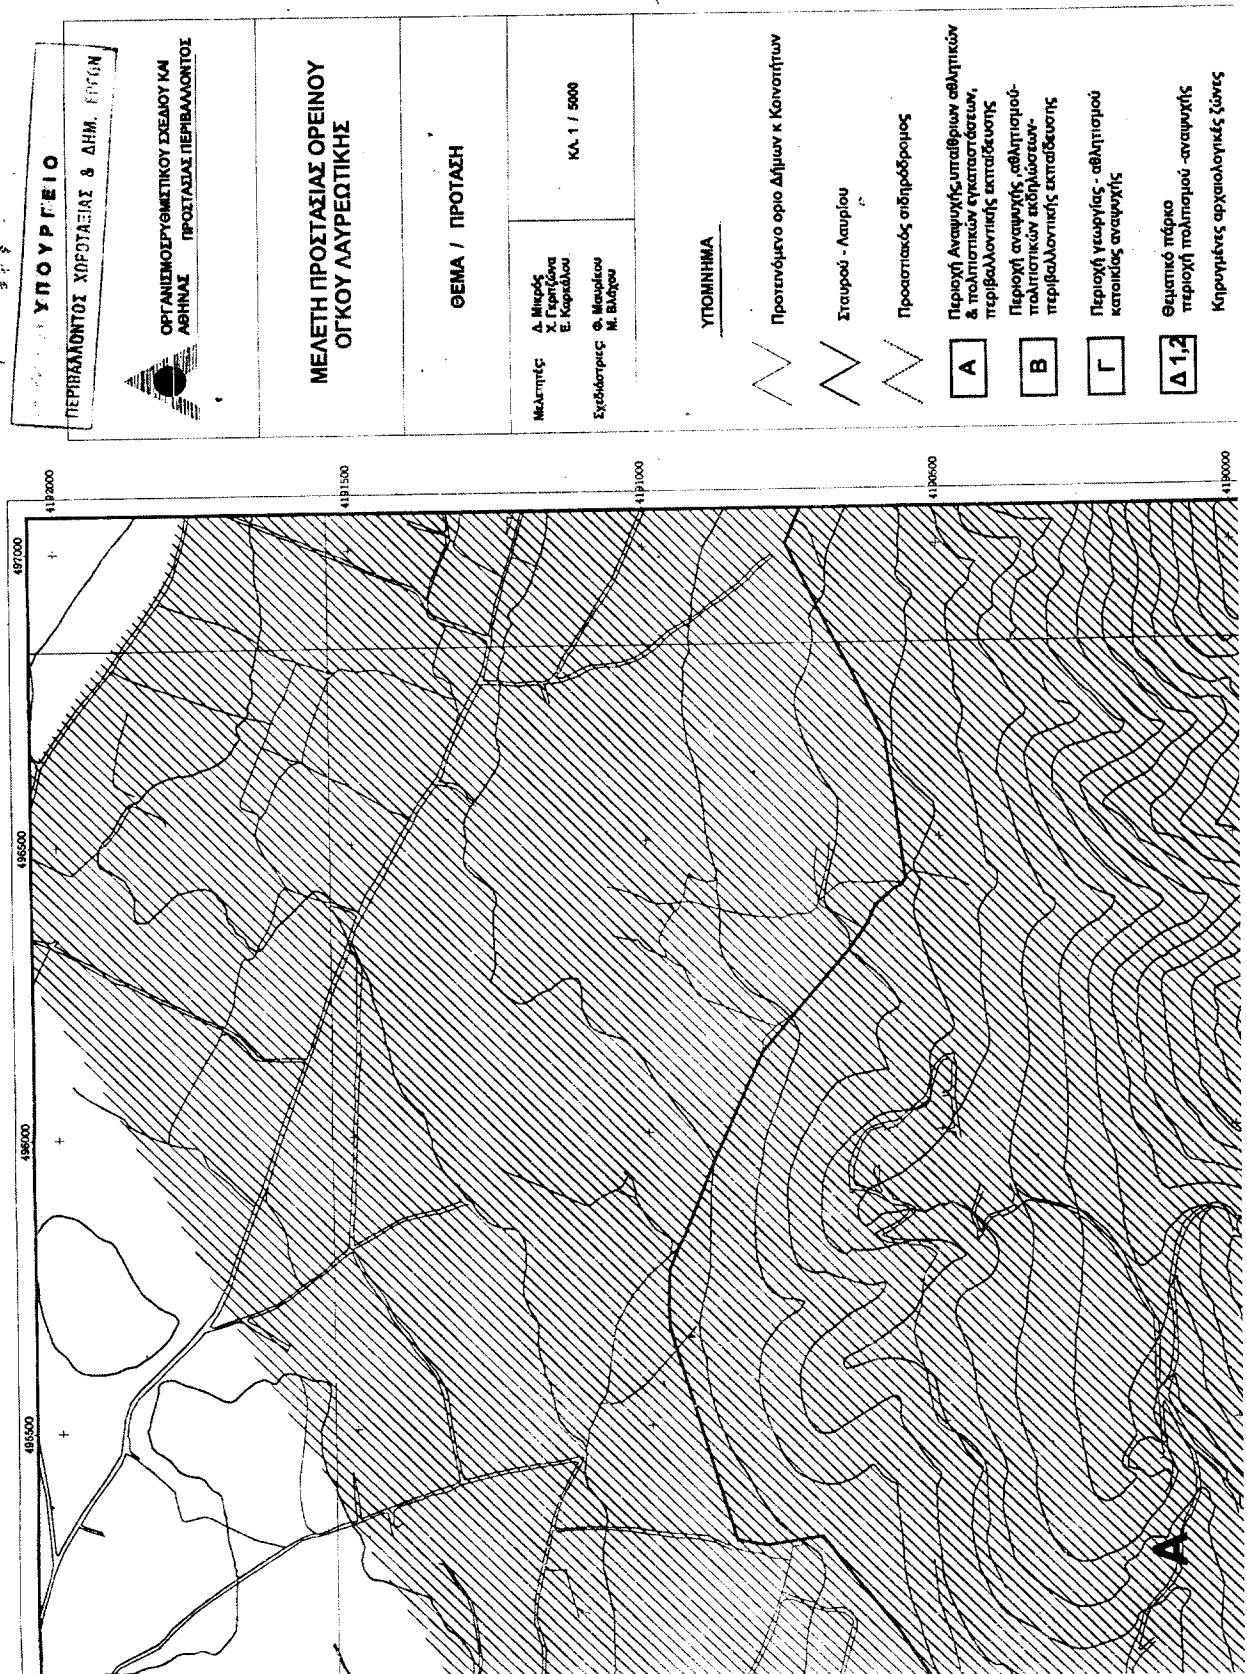 ΥΠΟΥΡΓΕΙΟ
ΠΕΡΙΒΑΛΛΟΝΤΟΣ ΧΩΡΟΤΑΞΙΑΣ & ΔΗΜ. ΕΡΓΩΝ
ΟΡΓΑΝΙΣΜΟΣ ΡΥΘΜΙΣΤΙΚΟΥ ΣΧΕΔΙΟΥ ΚΑΙ
ΑΘΗΝΑΣ ΠΡΟΣΤΑΣΙΑΣ ΠΕΡΙΒΑΛΛΟΝΤΟΣ
ΜΕΛΕΤΗ ΠΡΟΣΤΑΣΙΑΣ ΟΡΕΙΝΟΥ
ΟΓΚΟΥ ΛΑΥΡΕΩΤΙΚΗΣ
ΘΕΜΑ / ΠΡΟΤΑΣΗ
Μελετητές: Δ. Μικρός
Χ. Γερτζώνα
Ε. Καρκάλου
Σχεδιάστριες: Φ. Μαυρίκου
Μ. Βλάχου
ΚΛ. 1 / 5000
ΥΠΟΜΝΗΜΑ
Προτεινόμενο οριο Δήμων κ Κοινοτήτων
Σταυρού - Λαυρίου
Προαστιακός σιδηρόδρομος
Α
Περιοχή Αναψυχής, υπαίθριων αθλητικών
& πολιτιστικών εγκαταστάσεων,
περιβαλλοντικής εκπαίδευσης
Β
Περιοχή αναψυχής ,αθλητισμού-
πολιτιστικών εκδηλώσεων-
περιβαλλοντικής εκπαίδευσης
Γ
Περιοχή γεωργίας - αθλητισμού
κατοικίας αναψυχής
Δ 1,2
Θεματικό πάρκο
περιοχή πολιτισμού -αναψυχής
Κηρυγμένες αρχαιολογικές ζώνες
4192000
4191500
4191000
4190500
4190000
497000
496500
496000
495500
Α